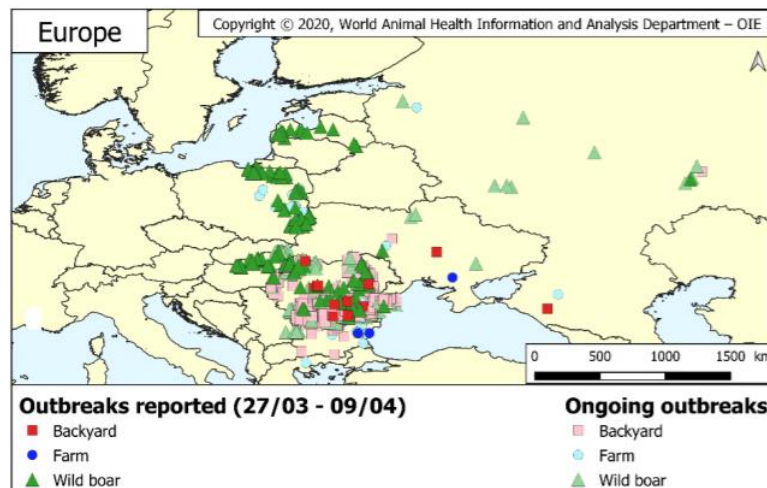 Europe
Copyright © 2020, World Animal Health Information and Analysis Department – OIE
0 500 1000 1500 km
Outbreaks reported (27/03 - 09/04)
Backyard
Farm
Wild boar
Ongoing outbreaks
Backyard
Farm
Wild boar